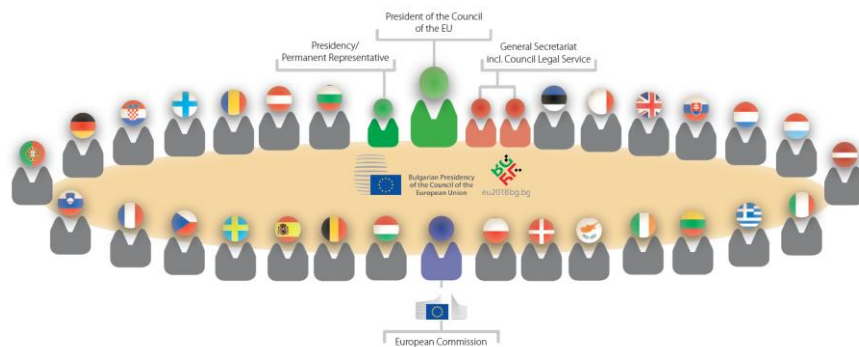 President of the Council
of the EU
Presidency/
Permanent Representative
General Secretariat
incl. Council Legal Service
Bulgarian Presidency
of the Council of the
European Union
eu2018bg.bg
European Commission